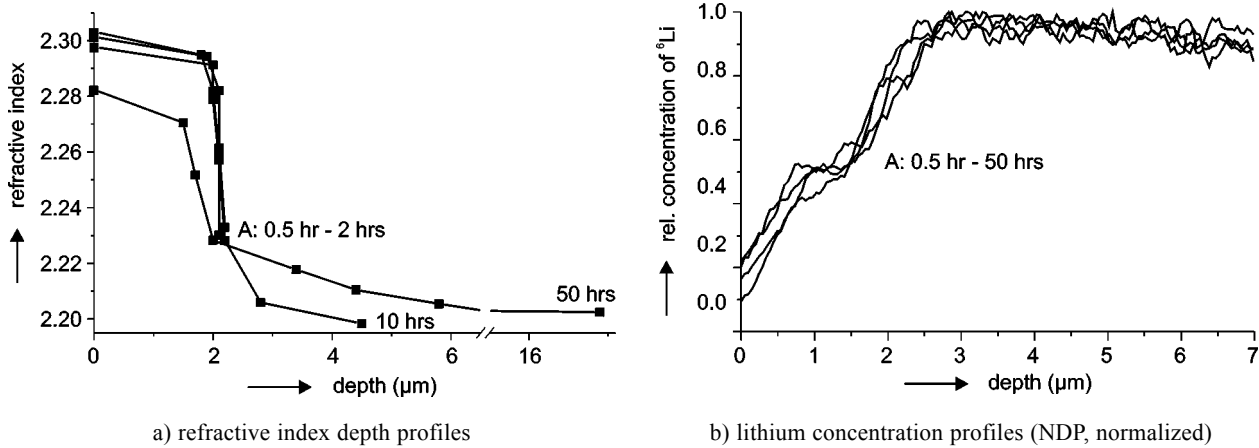 2.30
2.28
2.26
2.24
2.22
2.20
refractive index
A: 0.5 hr - 2 hrs
50 hrs
10 hrs
0 2 4 6 16
depth (µm)
a) refractive index depth profiles
1.0
0.8
0.6
0.4
0.2
0.0
rel. concentration of ⁶Li
A: 0.5 hr - 50 hrs
0 1 2 3 4 5 6 7
depth (µm)
b) lithium concentration profiles (NDP, normalized)